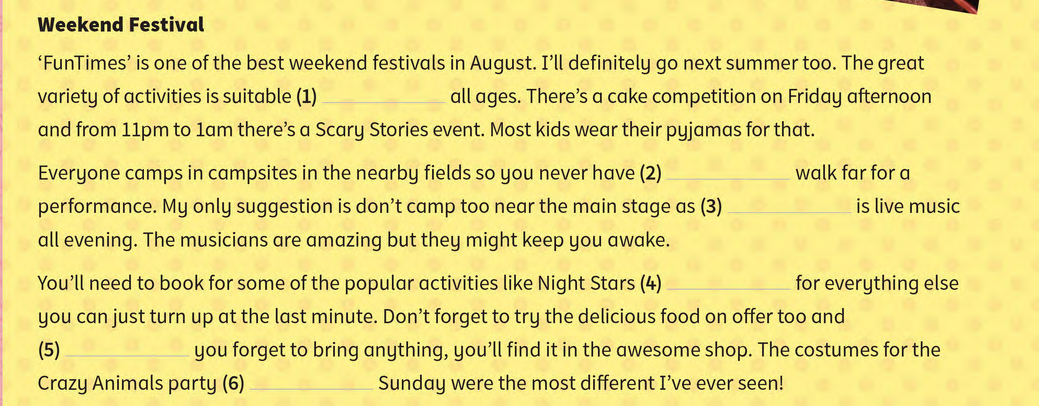 Weekend Festival
‘FunTimes’ is one of the best weekend festivals in August. I’ll definitely go next summer too. The great
variety of activities is suitable (1) ____________ all ages. There’s a cake competition on Friday afternoon
and from 11pm to 1am there’s a Scary Stories event. Most kids wear their pyjamas for that.
Everyone camps in campsites in the nearby fields so you never have (2) ____________ walk far for a
performance. My only suggestion is don’t camp too near the main stage as (3) ____________ is live music
all evening. The musicians are amazing but they might keep you awake.
You’ll need to book for some of the popular activities like Night Stars (4) ____________ for everything else
you can just turn up at the last minute. Don’t forget to try the delicious food on offer too and
(5) ____________ you forget to bring anything, you’ll find it in the awesome shop. The costumes for the
Crazy Animals party (6) ____________ Sunday were the most different I’ve ever seen!